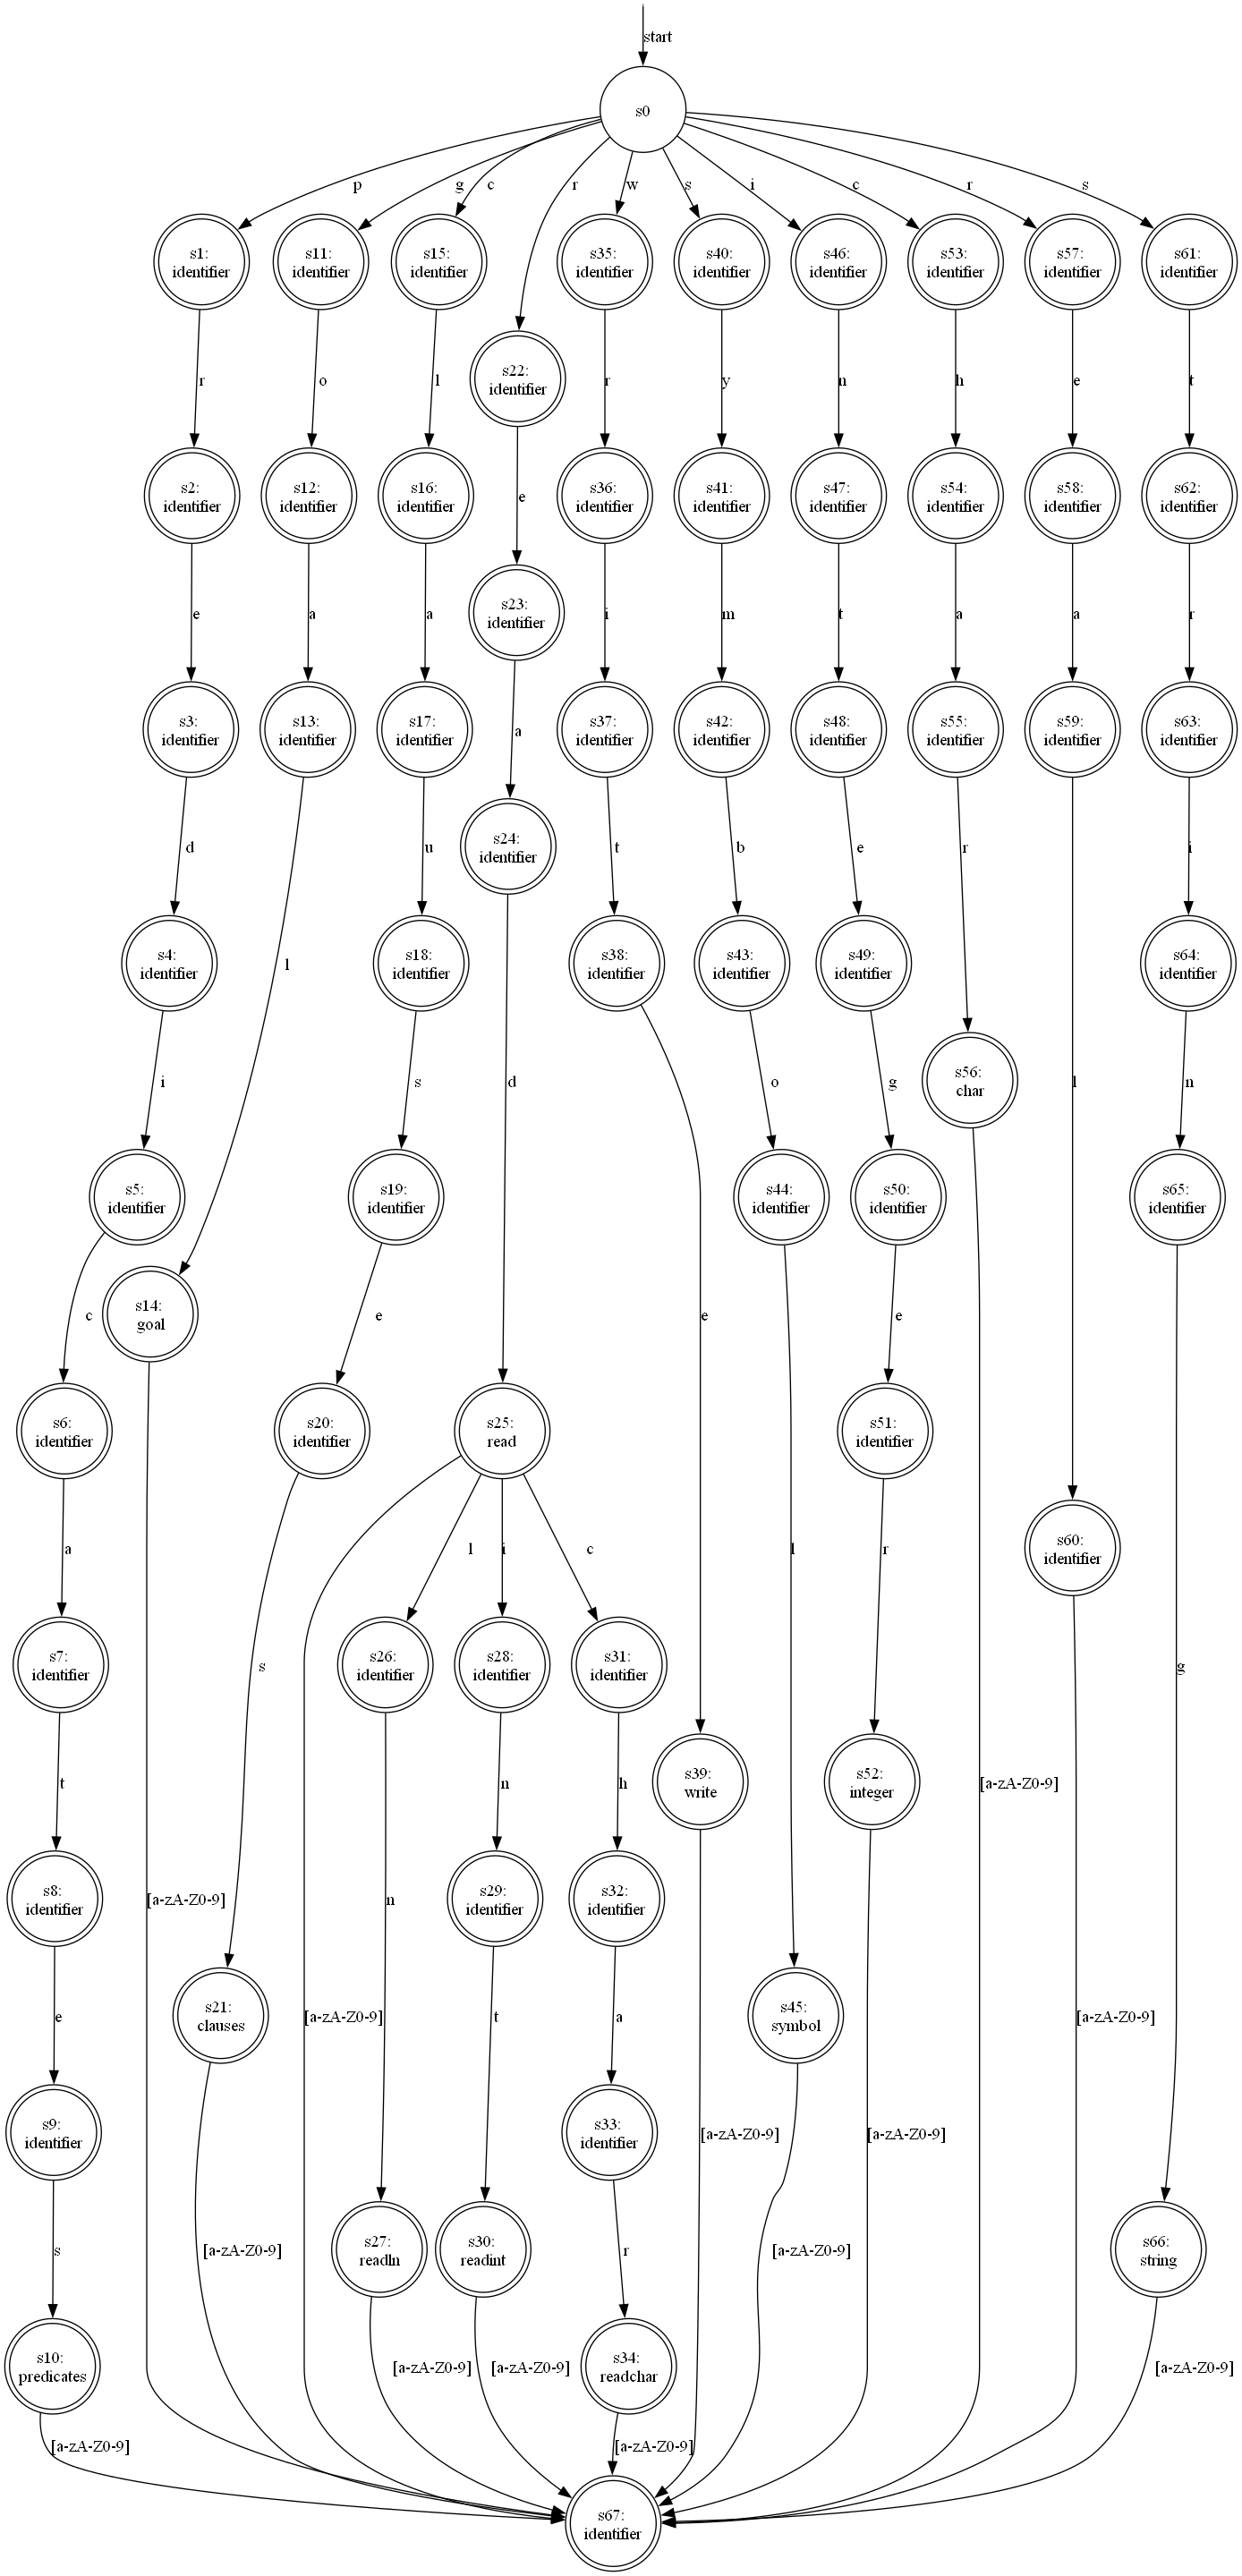 start
s0
p
g
c
r
w
s
i
c
r
s
s1:
identifier
s11:
identifier
s15:
identifier
s35:
identifier
s40:
identifier
s46:
identifier
s53:
identifier
s57:
identifier
s61:
identifier
s22:
identifier
r
o
l
r
y
n
h
e
t
s2:
identifier
s12:
identifier
s16:
identifier
e
s36:
identifier
s41:
identifier
s47:
identifier
s54:
identifier
s58:
identifier
s62:
identifier
e
a
a
s23:
identifier
i
m
t
a
a
r
s3:
identifier
s13:
identifier
s17:
identifier
a
s37:
identifier
s42:
identifier
s48:
identifier
s55:
identifier
s59:
identifier
s63:
identifier
d
u
s24:
identifier
t
b
e
r
i
s4:
identifier
l
s18:
identifier
s38:
identifier
s43:
identifier
s49:
identifier
s64:
identifier
i
s
d
o
g
s56:
char
l
n
s5:
identifier
s19:
identifier
s44:
identifier
s50:
identifier
s65:
identifier
c
s14:
goal
e
e
e
s6:
identifier
s20:
identifier
s25:
read
s51:
identifier
a
l
i
c
l
r
s60:
identifier
s7:
identifier
s
s26:
identifier
s28:
identifier
s31:
identifier
g
t
n
h
s39:
write
s52:
integer
[a-zA-Z0-9]
s8:
identifier
[a-zA-Z0-9]
n
s29:
identifier
s32:
identifier
e
s21:
clauses
[a-zA-Z0-9]
t
a
s45:
symbol
[a-zA-Z0-9]
s9:
identifier
s33:
identifier
[a-zA-Z0-9]
[a-zA-Z0-9]
s
[a-zA-Z0-9]
s27:
readln
s30:
readint
r
[a-zA-Z0-9]
s66:
string
s10:
predicates
[a-zA-Z0-9]
[a-zA-Z0-9]
s34:
readchar
[a-zA-Z0-9]
[a-zA-Z0-9]
[a-zA-Z0-9]
s67:
identifier